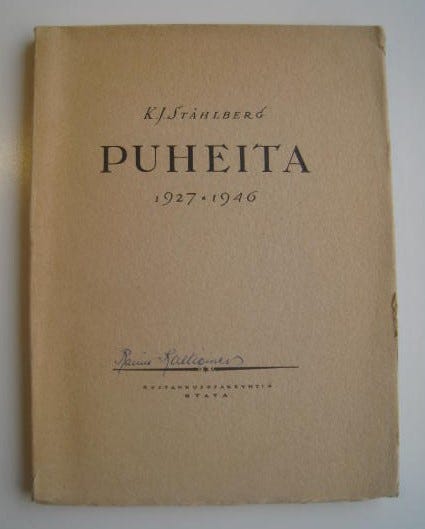 K. J. STÅHLBERG
PUHEITA
1927 • 1946
KUSTANNUSOSAKEYHTIÖ
OTAVA